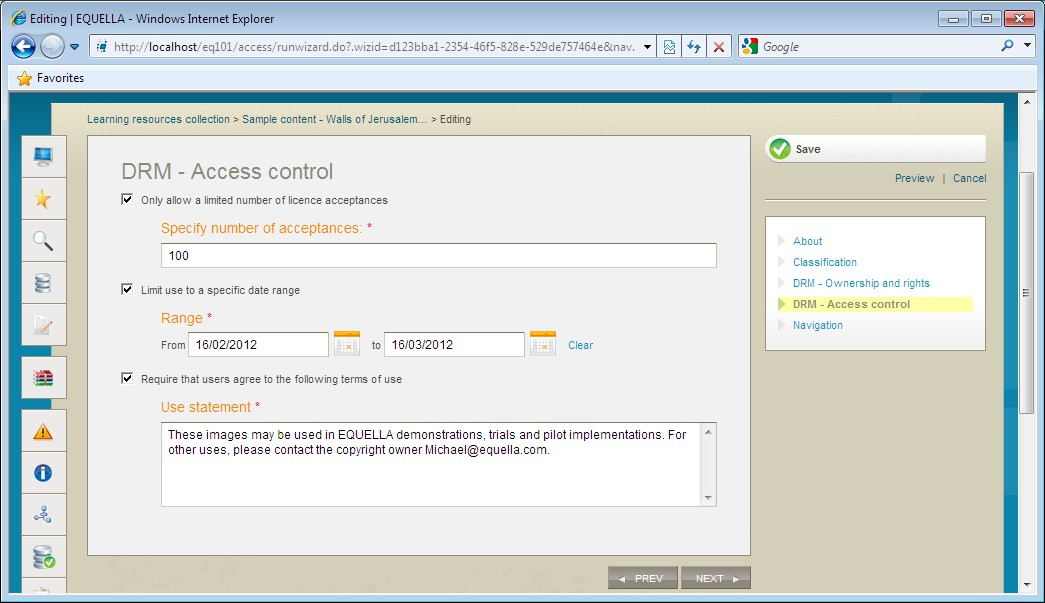 Editing | EQUELLA - Windows Internet Explorer
http://localhost/eq101/access/runwizard.do?.wizid=d123bba1-2354-46f5-828e-529de757464e&nav.
Google
Favorites
Learning resources collection > Sample content - Walls of Jerusalem... > Editing
DRM - Access control
Only allow a limited number of licence acceptances
Specify number of acceptances: *
100
Limit use to a specific date range
Range *
From 16/02/2012 to 16/03/2012 Clear
Require that users agree to the following terms of use
Use statement *
These images may be used in EQUELLA demonstrations, trials and pilot implementations. For
other uses, please contact the copyright owner Michael@equella.com.
◄ PREV NEXT ►
Save
Preview | Cancel
About
Classification
DRM - Ownership and rights
DRM - Access control
Navigation